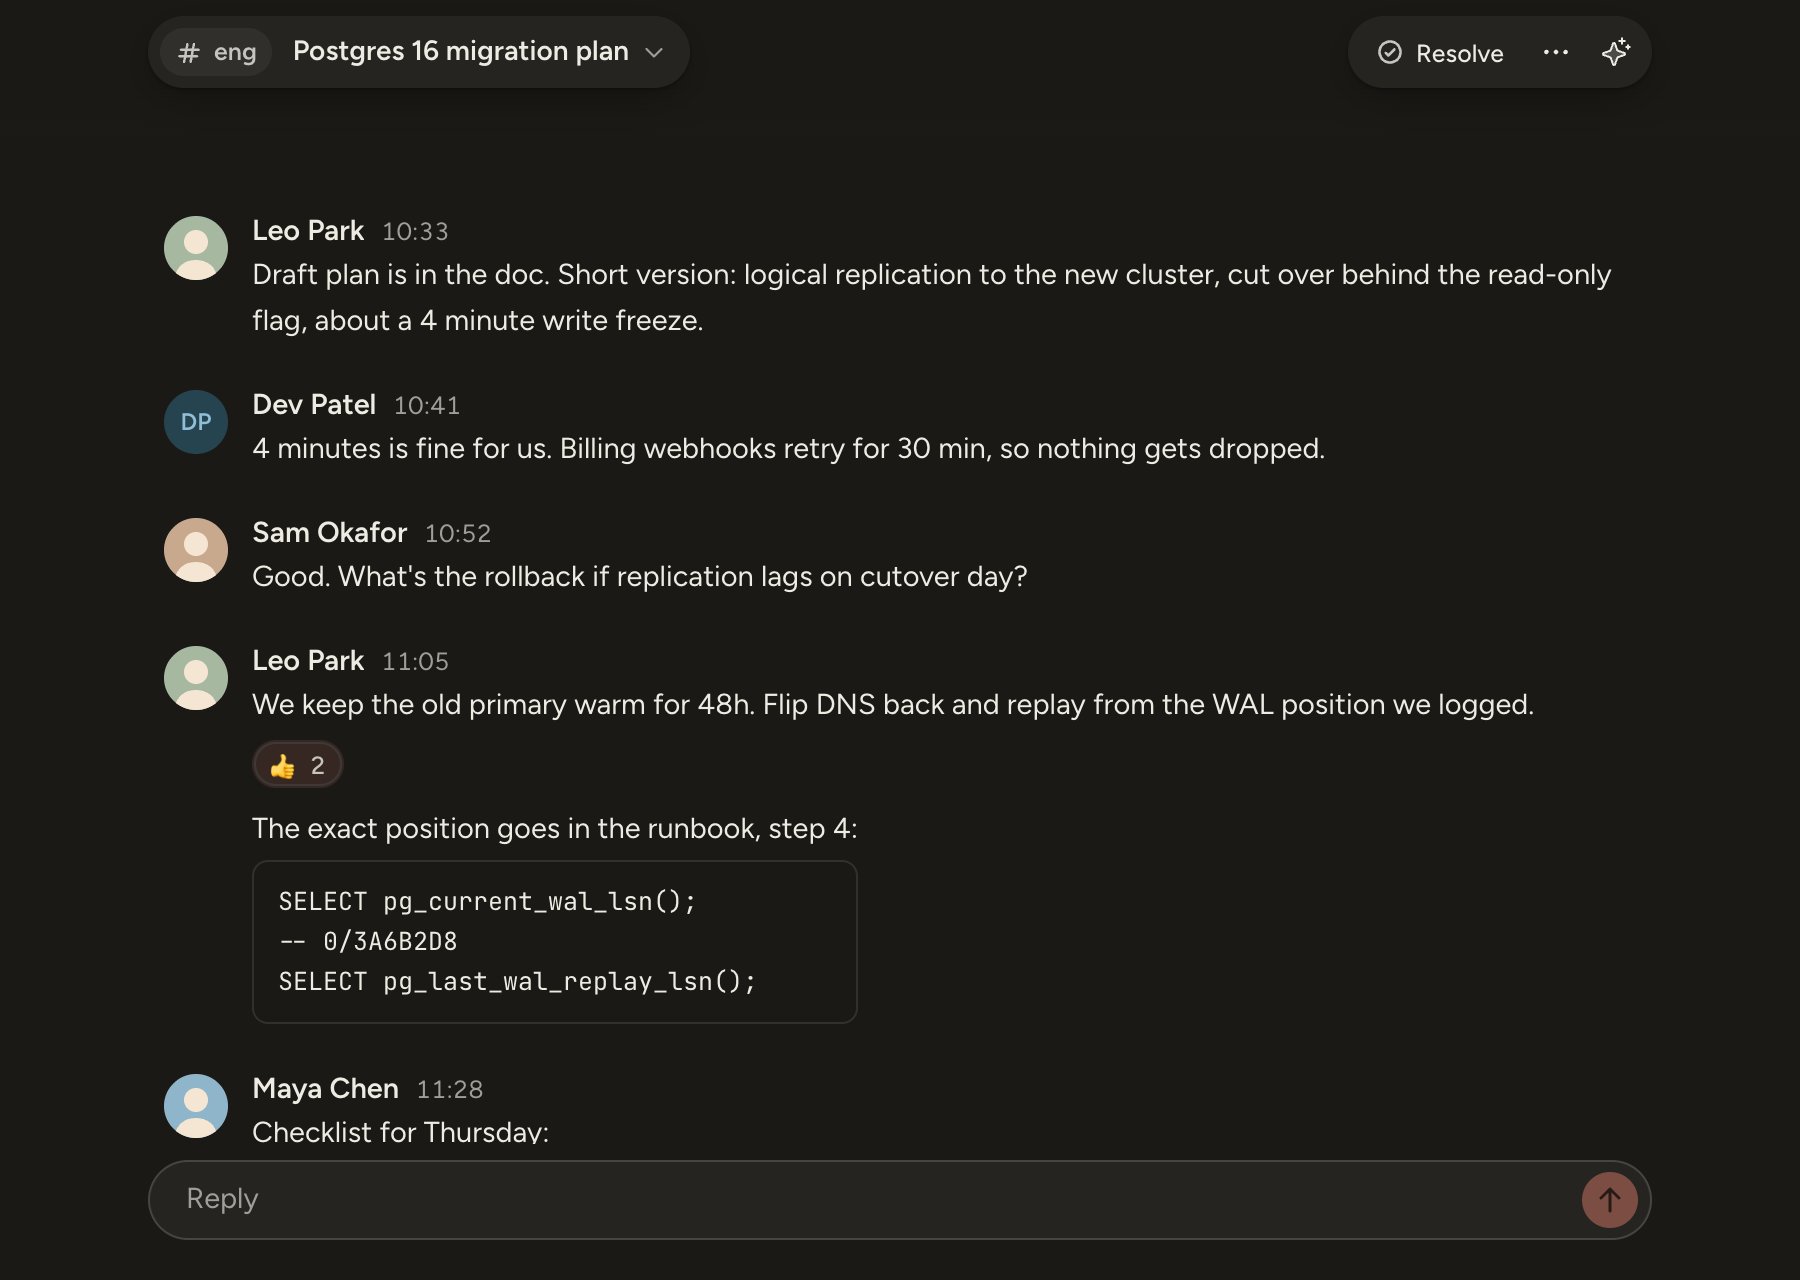 # eng Postgres 16 migration plan
Resolve
Leo Park 10:33
Draft plan is in the doc. Short version: logical replication to the new cluster, cut over behind the read-only
flag, about a 4 minute write freeze.
DP
Dev Patel 10:41
4 minutes is fine for us. Billing webhooks retry for 30 min, so nothing gets dropped.
Sam Okafor 10:52
Good. What's the rollback if replication lags on cutover day?
Leo Park 11:05
We keep the old primary warm for 48h. Flip DNS back and replay from the WAL position we logged.
👍 2
The exact position goes in the runbook, step 4:
SELECT pg_current_wal_lsn();
-- 0/3A6B2D8
SELECT pg_last_wal_replay_lsn();
Maya Chen 11:28
Checklist for Thursday:
Reply